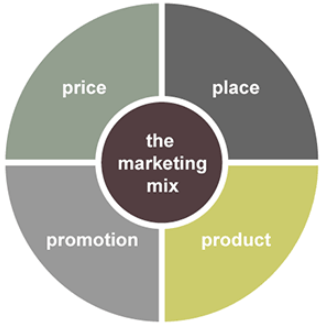 price
place
the
marketing
mix
promotion
product